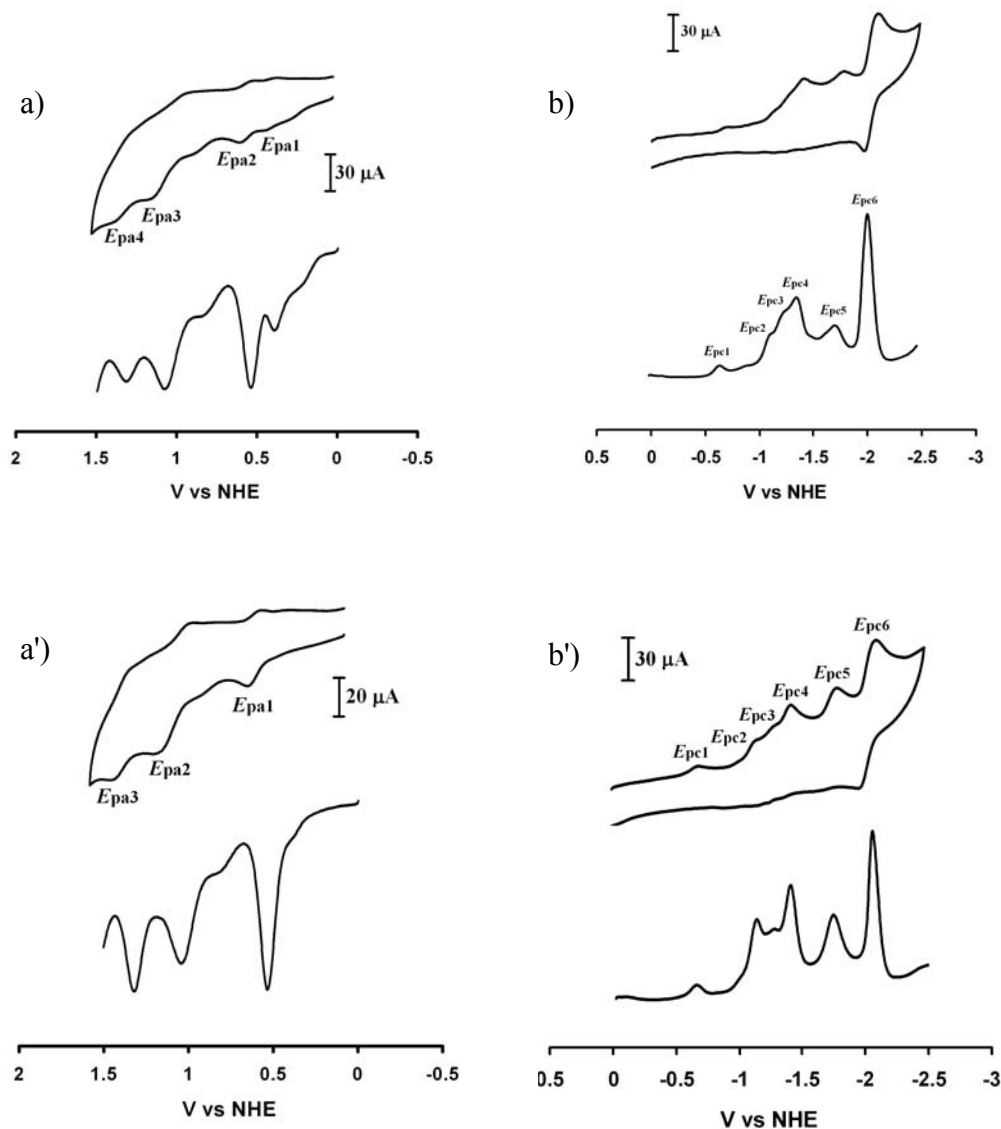 a)
Epa4
Epa3
Epa2
Epa1
30 µA
2 1.5 1 0.5 0 -0.5
V vs NHE
b)
30 µA
Epc1
Epc2
Epc3
Epc4
Epc5
Epc6
0.5 0 -0.5 -1 -1.5 -2 -2.5 -3
V vs NHE
a')
Epa3
Epa2
Epa1
20 µA
2 1.5 1 0.5 0 -0.5
V vs NHE
b')
30 µA
Epc1
Epc2
Epc3
Epc4
Epc5
Epc6
0.5 0 -0.5 -1 -1.5 -2 -2.5 -3
V vs NHE